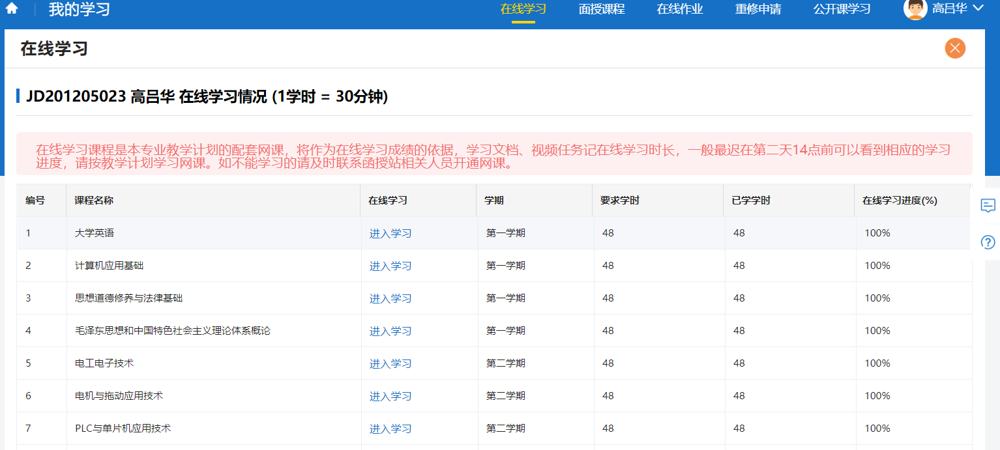 我的学习 在线学习 面授课程 在线作业 重修申请 公开课学习 高吕华
在线学习
JD201205023 高吕华 在线学习情况 (1学时 = 30分钟)
在线学习课程是本专业教学计划的配套网课，将作为在线学习成绩的依据，学习文档、视频任务记在线学习时长，一般最迟在第二天14点前可以看到相应的学习
进度，请按教学计划学习网课。如不能学习的请及时联系函授站相关人员开通网课。
编号 课程名称 在线学习 学期 要求学时 已学学时 在线学习进度(%)
1 大学英语 进入学习 第一学期 48 48 100%
2 计算机应用基础 进入学习 第一学期 48 48 100%
3 思想道德修养与法律基础 进入学习 第一学期 48 48 100%
4 毛泽东思想和中国特色社会主义理论体系概论 进入学习 第一学期 48 48 100%
5 电工电子技术 进入学习 第二学期 48 48 100%
6 电机与拖动应用技术 进入学习 第二学期 48 48 100%
7 PLC与单片机应用技术 进入学习 第二学期 48 48 100%